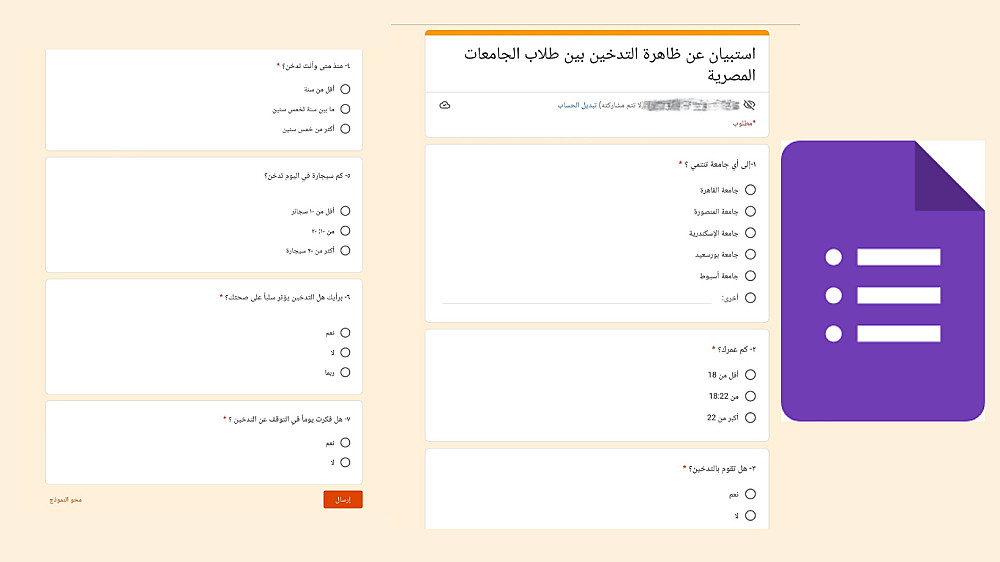 استبيان عن ظاهرة التدخين بين طلاب الجامعات
المصرية
(لا تتم مشاركته) تبديل الحساب
*مطلوب
١-إلى أي جامعة تنتمي ؟ *
جامعة القاهرة
جامعة المنصورة
جامعة الإسكندرية
جامعة بورسعيد
جامعة أسيوط
أخرى:
٢- كم عمرك؟ *
أقل من 18
من 18:22
أكبر من 22
٣- هل تقوم بالتدخين؟ *
نعم
لا
٤- منذ متى وأنت تدخن؟ *
أقل من سنة
ما بين سنة لخمس سنين
أكثر من خمس سنين
٥- كم سيجارة في اليوم تدخن؟
أقل من ١٠ سجائر
من ١٠: ٢٠
أكثر من ٢٠ سيجارة
٦- برأيك هل التدخين يؤثر سلباً على صحتك؟ *
نعم
لا
ربما
٧- هل فكرت يوماً في التوقف عن التدخين ؟ *
نعم
لا
إرسال
محو النموذج